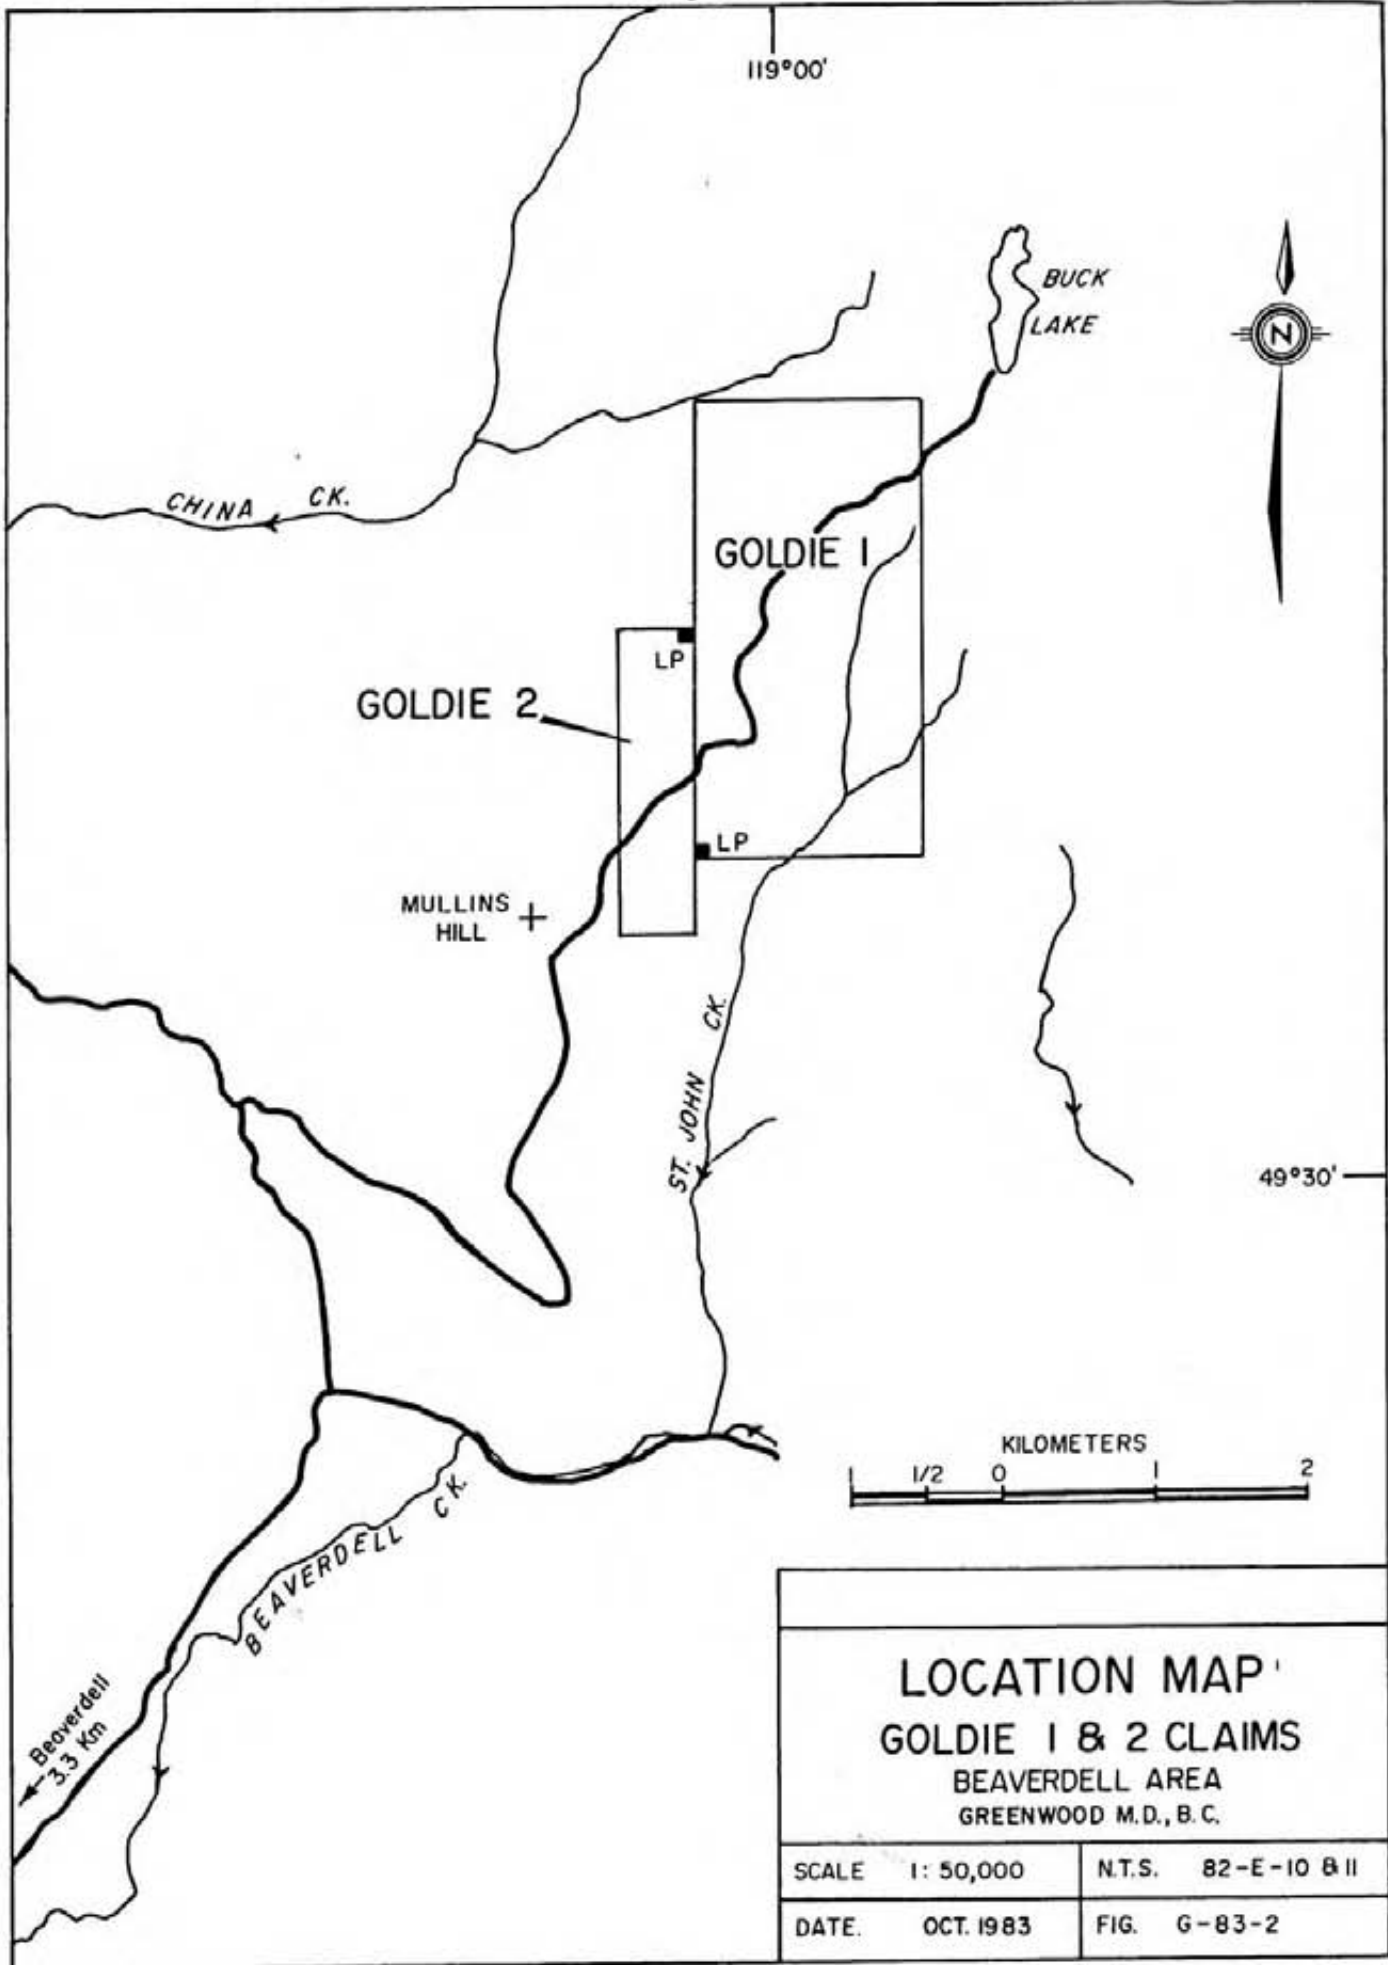 119°00'
BUCK
LAKE
N
CHINA CK.
GOLDIE 1
LP
GOLDIE 2
LP
MULLINS
HILL
ST. JOHN CK.
49°30'
KILOMETERS
1 1/2 0 1 2
BEAVERDELL CK.
Beaverdell
3.3 Km
LOCATION MAP
GOLDIE 1 & 2 CLAIMS
BEAVERDELL AREA
GREENWOOD M.D., B.C.
SCALE 1: 50,000
N.T.S. 82-E-10 & 11
DATE. OCT. 1983
FIG. G-83-2